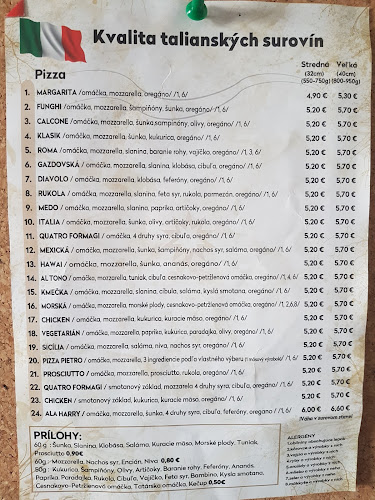 Kvalita talianských surovín
Pizza
Stredná Veľká
(32cm) (40cm)
(550-750g) (800-950g)
1. MARGARITA /omáčka, mozzarella, oregáno/ /1, 6/ 4,90 € 5,30 €
2. FUNGHI /omáčka, mozzarella, šampiňóny, šunka, oregáno/ /1, 6/ 5,20 € 5,70 €
3. CALCONE /omáčka, mozzarella, šunka,šampiňóny, olivy, oregáno/ /1, 6/ 5,20 € 5,70 €
4. KLASIK /omáčka, mozzarella, šunka, kukurica, oregáno/ /1, 6/ 5,20 € 5,70 €
5. ROMA /omáčka, mozzarella, slanina, baranie rohy, vajíčko, oregáno/ /1, 3, 6/ 5,20 € 5,70 €
6. GAZDOVSKÁ /omáčka, mozzarella, slanina, klobása, cibuľa, oregáno/ /1, 6/ 5,20 € 5,70 €
7. DIAVOLO /omáčka, mozzarella, klobása, feferóny, oregáno/ /1, 6/ 5,20 € 5,70 €
8. RUKOLA /omáčka, mozzarella, slanina, feta syr, rukola, parmezán, oregáno/ /1, 6/ 5,20 € 5,70 €
9. MEDO /omáčka, mozzarella, slanina, paprika, artičoky, oregáno/ /1, 6/ 5,20 € 5,70 €
10. ITALIA /omáčka, mozzarella, šunka, olivy, artičoky, rukola, oregáno/ /1, 6/ 5,20 € 5,70 €
11. QUATRO FORMAGI /omáčka, 4 druhy syra, cibuľa, oregáno/ /1, 6/ 5,20 € 5,70 €
12. MEXICKÁ /omáčka, mozzarella, šunka, šampiňóny, nachos syr, saláma, oregáno/ /1, 6/ 5,20 € 5,70 €
13. HAWAI /omáčka, mozzarella, šunka, ananás, oregáno/ /1, 6/ 5,20 € 5,70 €
14. AL TONO /omáčka, mozzarella, tuniak, cibuľa, cesnakovo-petržlenová omáčka, oregáno/ /1, 4, 6/ 5,20 € 5,70 €
15. KMEČKA /omáčka, mozzarella, slanina, cibuľa, saláma, kyslá smotana, oregáno/ /1, 6/ 5,20 € 5,70 €
16. MORSKÁ /omáčka, mozzarella, morské plody, cesnakovo-petržlenová omáčka, oregáno/ /1, 2,6,8/ 5,20 € 5,70 €
17. CHICKEN /omáčka, mozzarella, kukurica, kuracie mäso, oregáno/ /1, 6/ 5,20 € 5,70 €
18. VEGETARIÁN /omáčka, mozzarella, paprika, kukurica, paradajka, olivy, oregáno/ /1, 6/ 5,20 € 5,70 €
19. SICÍLIA /omáčka, mozzarella, saláma, niva, nachos syr, oregáno/ /1, 6/ 5,20 € 5,70 €
20. PIZZA PIETRO /omáčka, mozzarella, 3 ingrediencie podľa vlastného výberu 5,20 € 5,70 €
21. PROSCIUTTO /omáčka, mozzarella, prosciutto, rukola, oregáno/ /1, 6/ 5,20 € 5,70 €
22. QUATRO FORMAGI /smotanový základ, mozzarella 4 druhy syra, cibuľa, oregáno/ /1, 6/ 5,20 € 5,70 €
23. CHICKEN /smotanový základ, mozzarella, kukurica, kuracie mäso, oregáno/ /1, 6/ 5,20 € 5,70 €
24. ALA HARRY /omáčka, mozzarella, šunka, 4 druhy syra, cibuľa, feferóny, oregáno/ /1, 6/ 6,00 € 6,60 €
PRÍLOHY:
60 g : Šunka, Slanina, Klobása, Saláma, Kuracie mäso, Morské plody, Tuniak,
Prosciutto 0,90€
60g : Mozzarella, Nachos syr, Encián, Niva 0,80 €
50g : Kukurica, Šampiňóny, Olivy, Artičoky, Baranie rohy, Feferóny, Ananás,
Paprika, Paradajka, Rukola, Cibuľa, Vajíčko, Feta syr, Bambino, Kyslá smotana,
Cesnakovo-Petržlenová omáčka, Tatárska omáčka, Kečup 0,50€
ALERGÉNY